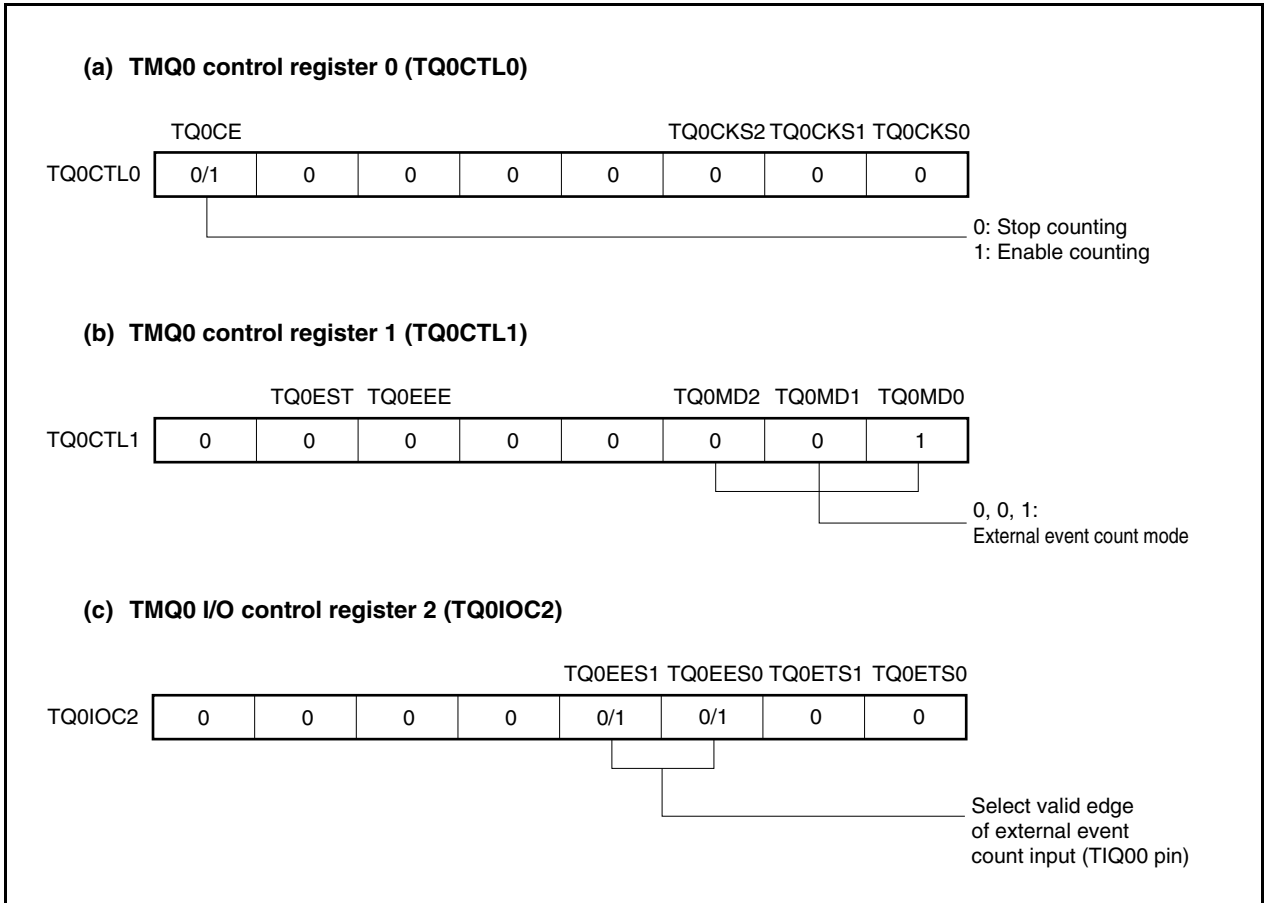 (a) TMQ0 control register 0 (TQ0CTL0)
TQ0CE TQ0CKS2 TQ0CKS1 TQ0CKS0
TQ0CTL0 0/1 0 0 0 0 0 0 0
0: Stop counting
1: Enable counting
(b) TMQ0 control register 1 (TQ0CTL1)
TQ0EST TQ0EEE TQ0MD2 TQ0MD1 TQ0MD0
TQ0CTL1 0 0 0 0 0 0 0 1
0, 0, 1:
External event count mode
(c) TMQ0 I/O control register 2 (TQ0IOC2)
TQ0EES1 TQ0EES0 TQ0ETS1 TQ0ETS0
TQ0IOC2 0 0 0 0 0/1 0/1 0 0
Select valid edge
of external event
count input (TIQ00 pin)